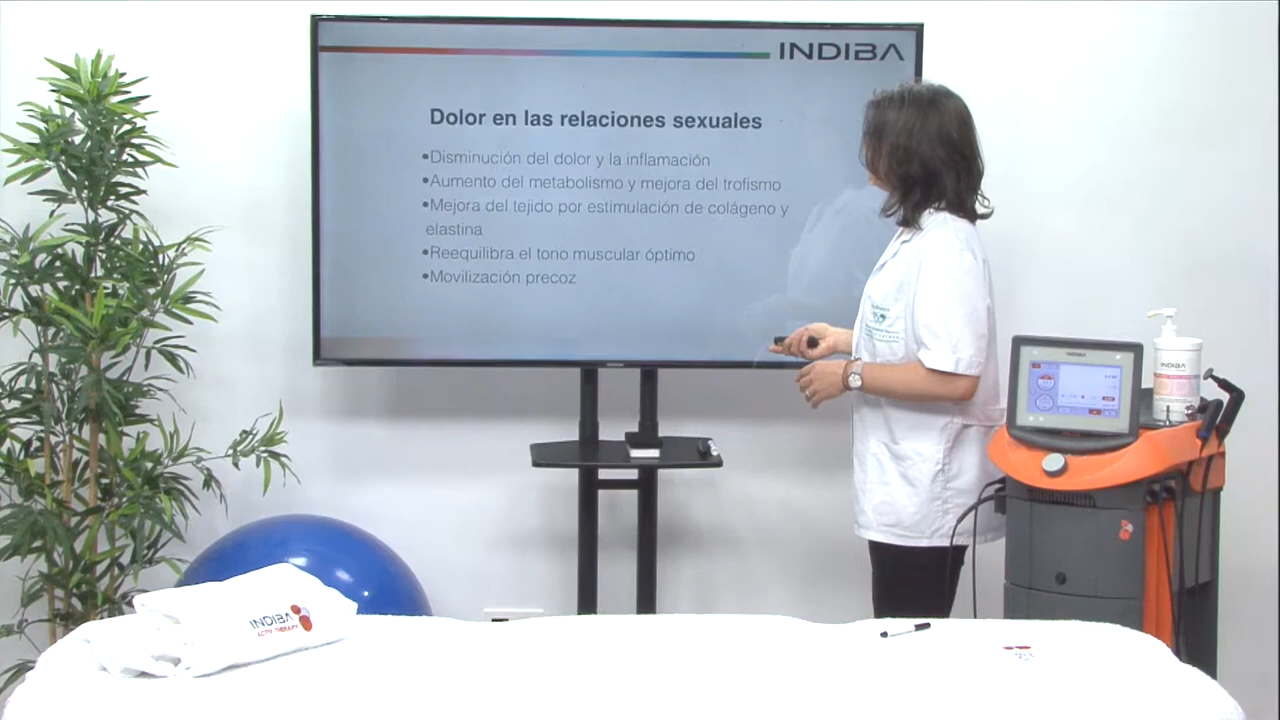 INDIBA
Dolor en las relaciones sexuales
•Disminución del dolor y la inflamación
•Aumento del metabolismo y mejora del trofismo
•Mejora del tejido por estimulación de colágeno y
elastina
•Reequilibra el tono muscular óptimo
•Movilización precoz
INDIBA
INDIBA
INDIBA
ACTIV THERAPY